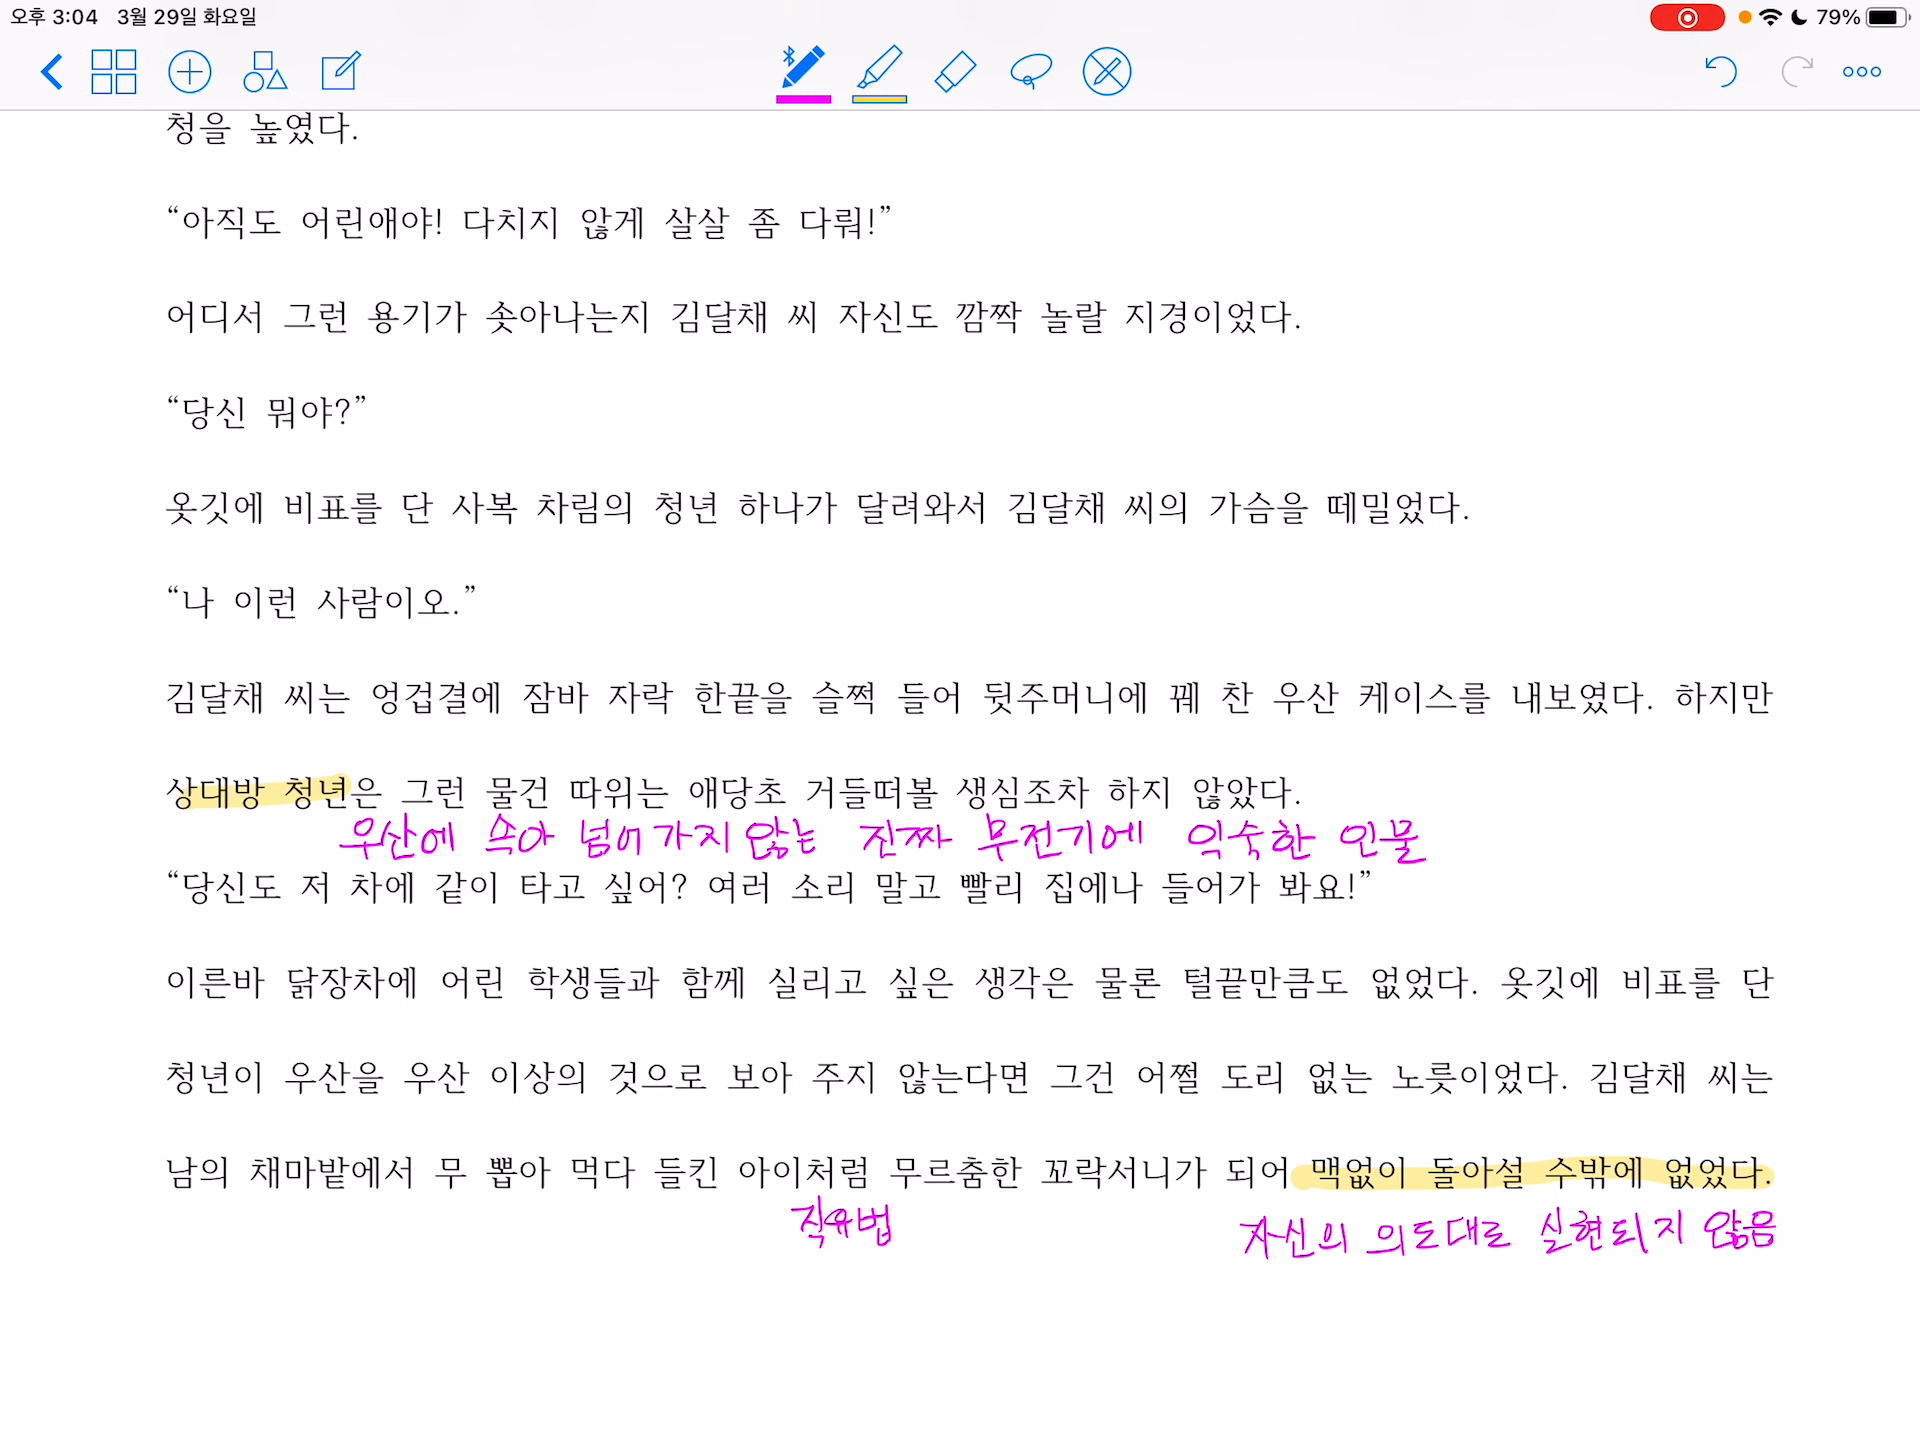 오후 3:04 3월 29일 화요일
79%
청을 높였다.
“아직도 어린애야! 다치지 않게 살살 좀 다뤄!”
어디서 그런 용기가 솟아나는지 김달채 씨 자신도 깜짝 놀랄 지경이었다.
“당신 뭐야?”
옷깃에 비표를 단 사복 차림의 청년 하나가 달려와서 김달채 씨의 가슴을 떼밀었다.
“나 이런 사람이오.”
김달채 씨는 엉겁결에 잠바 자락 한끝을 슬쩍 들어 뒷주머니에 꿰 찬 우산 케이스를 내보였다. 하지만
상대방 청년은 그런 물건 따위는 애당초 거들떠볼 생심조차 하지 않았다.
우산에 속아 넘어가지 않는 진짜 무전기에 익숙한 인물
“당신도 저 차에 같이 타고 싶어? 여러 소리 말고 빨리 집에나 들어가 봐요!”
이른바 닭장차에 어린 학생들과 함께 실리고 싶은 생각은 물론 털끝만큼도 없었다. 옷깃에 비표를 단
청년이 우산을 우산 이상의 것으로 보아 주지 않는다면 그건 어쩔 도리 없는 노릇이었다. 김달채 씨는
남의 채마밭에서 무 뽑아 먹다 들킨 아이처럼 무르춤한 꼬락서니가 되어 맥없이 돌아설 수밖에 없었다.
직유법
자신의 의도대로 실현되지 않음